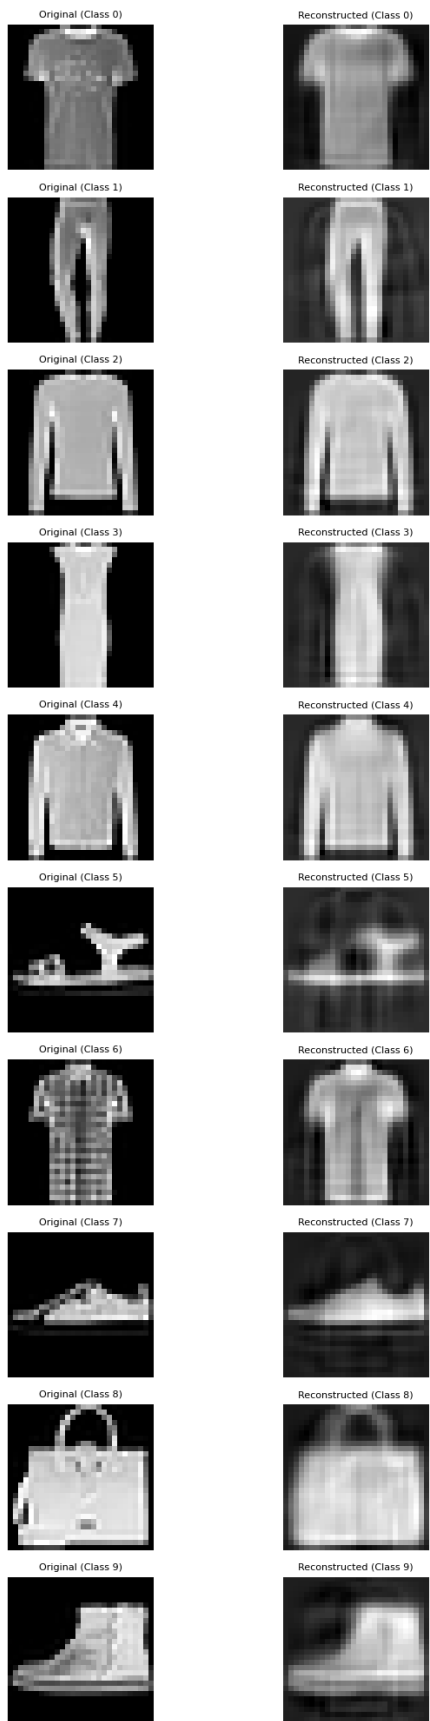 Original (Class 0) Reconstructed (Class 0)
Original (Class 1) Reconstructed (Class 1)
Original (Class 2) Reconstructed (Class 2)
Original (Class 3) Reconstructed (Class 3)
Original (Class 4) Reconstructed (Class 4)
Original (Class 5) Reconstructed (Class 5)
Original (Class 6) Reconstructed (Class 6)
Original (Class 7) Reconstructed (Class 7)
Original (Class 8) Reconstructed (Class 8)
Original (Class 9) Reconstructed (Class 9)